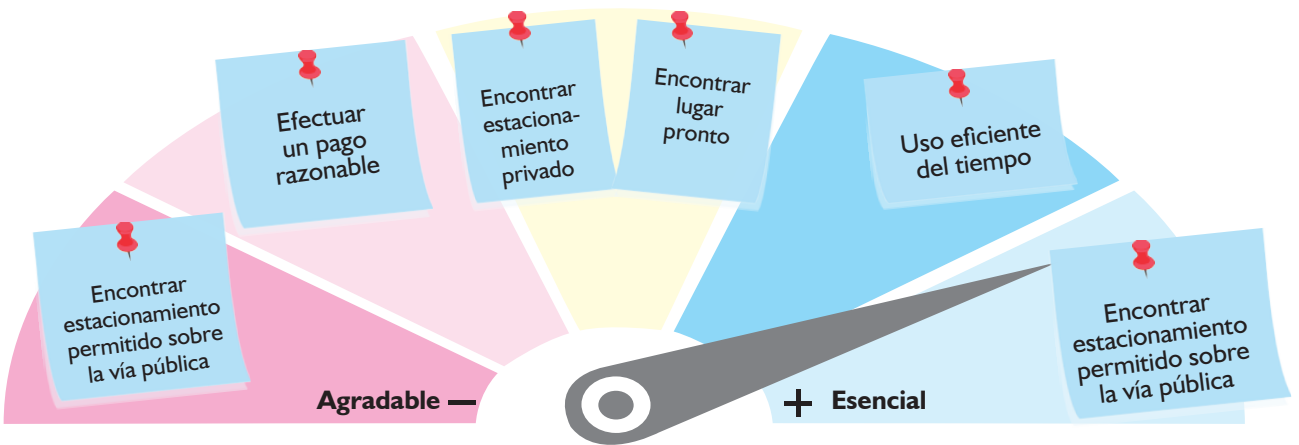 Encontrar
estacionamiento
permitido sobre
la vía pública
Efectuar
un pago
razonable
Encontrar
estaciona-
miento
privado
Encontrar
lugar
pronto
Uso eficiente
del tiempo
Encontrar
estacionamiento
permitido sobre
la vía pública
Agradable −
+ Esencial